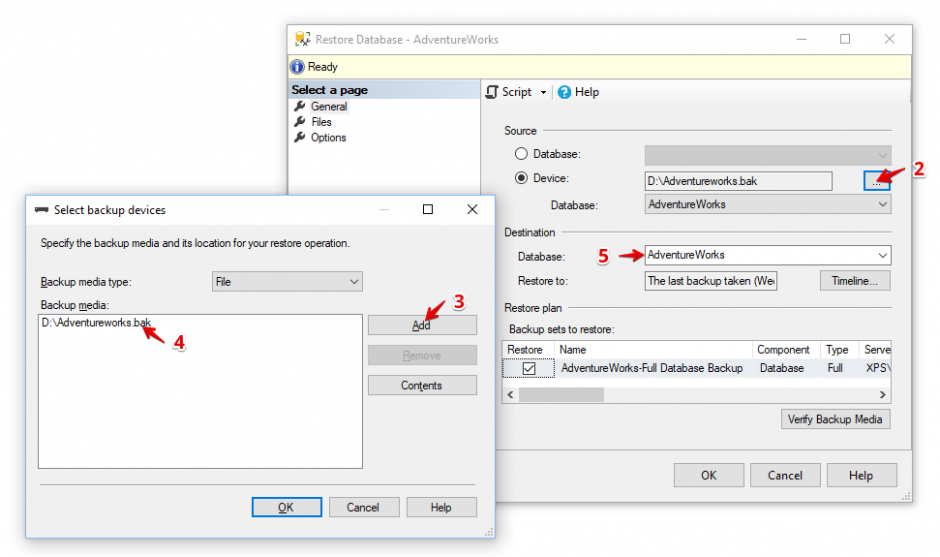 Restore Database - AdventureWorks
Ready
Select a page
General
Files
Options
Script
Help
Source
Database:
Device:
D:\Adventureworks.bak
...
2
Database:
AdventureWorks
Destination
5
Database:
AdventureWorks
Restore to:
The last backup taken (We
Timeline...
Restore plan
Backup sets to restore:
Restore Name Component Type Serve
AdventureWorks-Full Database Backup Database Full XPS\
Verify Backup Media
OK Cancel Help
Select backup devices
Specify the backup media and its location for your restore operation.
Backup media type:
File
Backup media:
D:\Adventureworks.bak
3
4
Add
Remove
Contents
OK Cancel Help